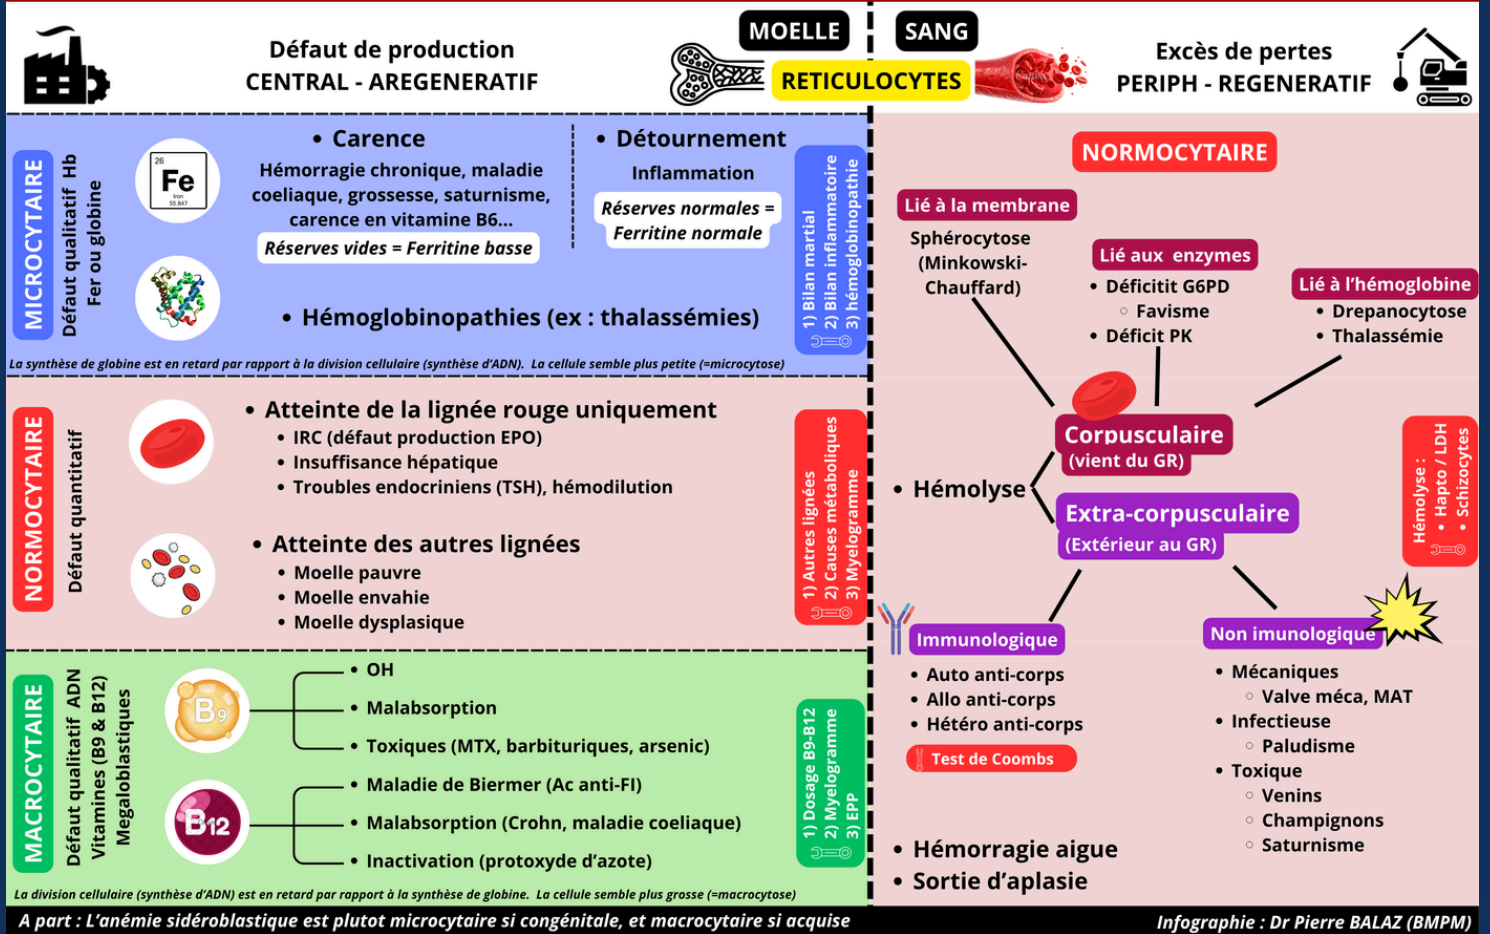 MOELLE
SANG
RETICULOCYTES
Défaut de production
CENTRAL - AREGENERATIF
Excès de pertes
PERIPH - REGENERATIF
MICROCYTAIRE
Défaut qualitatif Hb
Fer ou globine
26
Fe
Iron
55.847
• Carence
Hémorragie chronique, maladie
coeliaque, grossesse, saturnisme,
carence en vitamine B6...
Réserves vides = Ferritine basse
• Détournement
Inflammation
Réserves normales =
Ferritine normale
• Hémoglobinopathies (ex : thalassémies)
1) Bilan martial
2) Bilan inflammatoire
3) hémoglobinopathie
La synthèse de globine est en retard par rapport à la division cellulaire (synthèse d'ADN). La cellule semble plus petite (=microcytose)
NORMOCYTAIRE
Défaut quantitatif
• Atteinte de la lignée rouge uniquement
• IRC (défaut production EPO)
• Insuffisance hépatique
• Troubles endocriniens (TSH), hémodilution
• Atteinte des autres lignées
• Moelle pauvre
• Moelle envahie
• Moelle dysplasique
1) Autres lignées
2) Causes métaboliques
3) Myelogramme
MACROCYTAIRE
Défaut qualitatif ADN
Vitamines (B9 & B12)
Megaloblastiques
B9
• OH
• Malabsorption
• Toxiques (MTX, barbituriques, arsenic)
B12
• Maladie de Biermer (Ac anti-FI)
• Malabsorption (Crohn, maladie coeliaque)
• Inactivation (protoxyde d'azote)
1) Dosage B9-B12
2) Myelogramme
3) EPP
La division cellulaire (synthèse d'ADN) est en retard par rapport à la synthèse de globine. La cellule semble plus grosse (=macrocytose)
NORMOCYTAIRE
Lié à la membrane
Sphérocytose
(Minkowski-
Chauffard)
Lié aux enzymes
• Déficitit G6PD
○ Favisme
• Déficit PK
Lié à l'hémoglobine
• Drepanocytose
• Thalassémie
Corpusculaire
(vient du GR)
• Hémolyse
Extra-corpusculaire
(Extérieur au GR)
Hémolyse :
• Hapto / LDH
• Schizocytes
Immunologique
• Auto anti-corps
• Allo anti-corps
• Hétéro anti-corps
Test de Coombs
Non imunologique
• Mécaniques
○ Valve méca, MAT
• Infectieuse
○ Paludisme
• Toxique
○ Venins
○ Champignons
○ Saturnisme
• Hémorragie aigue
• Sortie d'aplasie
A part : L'anémie sidéroblastique est plutot microcytaire si congénitale, et macrocytaire si acquise
Infographie : Dr Pierre BALAZ (BMPM)